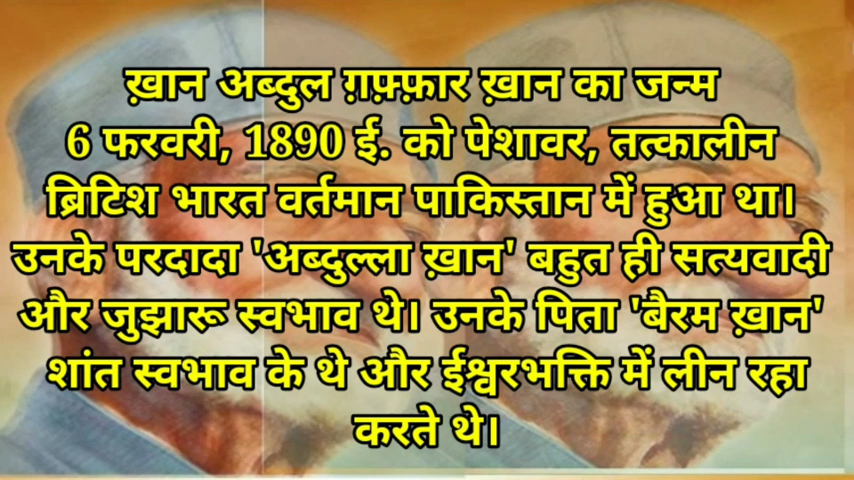 ख़ान अब्दुल ग़फ़्फ़ार ख़ान का जन्म
6 फरवरी, 1890 ई. को पेशावर, तत्कालीन
ब्रिटिश भारत वर्तमान पाकिस्तान में हुआ था।
उनके परदादा 'अब्दुल्ला ख़ान' बहुत ही सत्यवादी
और जुझारू स्वभाव थे। उनके पिता 'बैरम ख़ान'
शांत स्वभाव के थे और ईश्वरभक्ति में लीन रहा
करते थे।